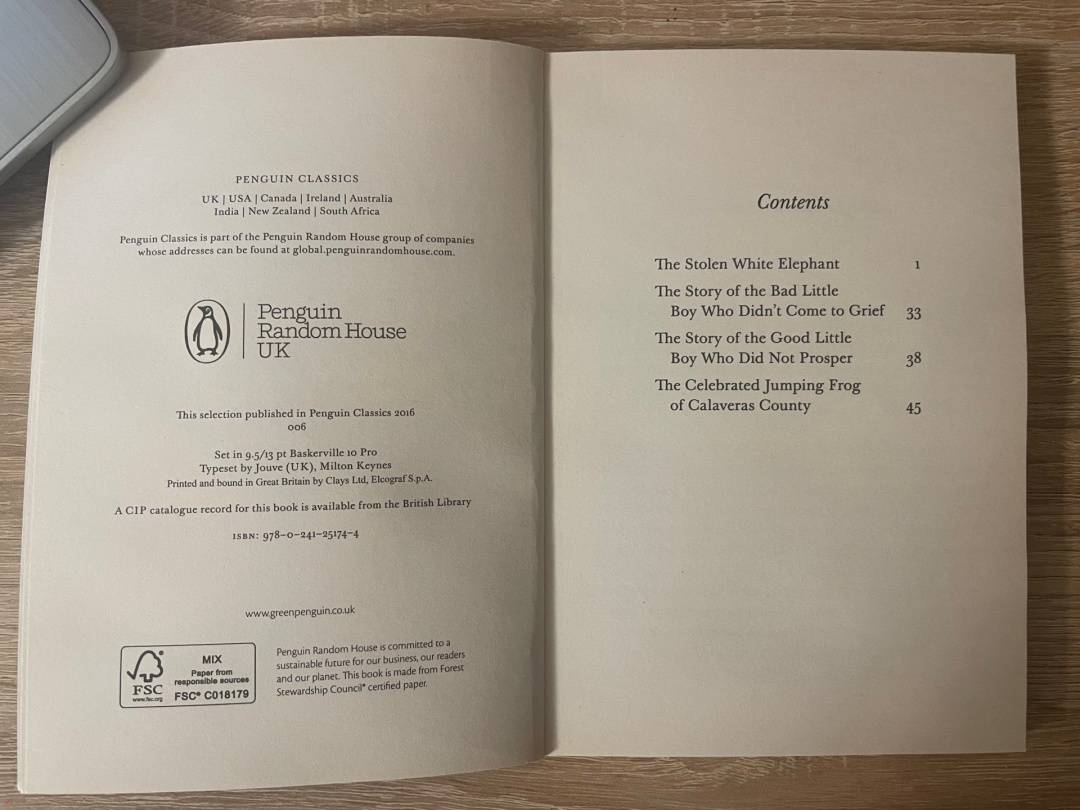 PENGUIN CLASSICS
UK | USA | Canada | Ireland | Australia
India | New Zealand | South Africa
Penguin Classics is part of the Penguin Random House group of companies
whose addresses can be found at global.penguinrandomhouse.com.
Penguin
Random House
UK
This selection published in Penguin Classics 2016
006
Set in 9.5/13 pt Baskerville 10 Pro
Typeset by Jouve (UK), Milton Keynes
Printed and bound in Great Britain by Clays Ltd, Elcograf S.p.A.
A CIP catalogue record for this book is available from the British Library
ISBN: 978-0-241-25174-4
www.greenpenguin.co.uk
FSC
www.fsc.org
MIX
Paper from
responsible sources
FSC® C018179
Penguin Random House is committed to a
sustainable future for our business, our readers
and our planet. This book is made from Forest
Stewardship Council® certified paper.
Contents
The Stolen White Elephant 1
The Story of the Bad Little
Boy Who Didn't Come to Grief 33
The Story of the Good Little
Boy Who Did Not Prosper 38
The Celebrated Jumping Frog
of Calaveras County 45